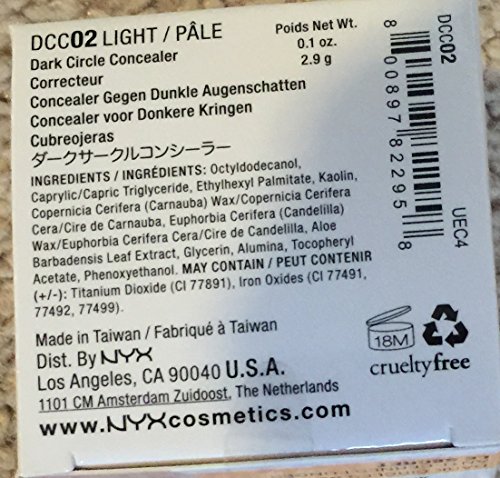 DCC02 LIGHT / PÂLE
Dark Circle Concealer
Correcteur
Concealer Gegen Dunkle Augenschatten
Concealer voor Donkere Kringen
Cubreojeras
ダークサークルコンシーラー
Poids Net Wt.
0.1 oz.
2.9 g
INGREDIENTS / INGRÉDIENTS: Octyldodecanol,
Caprylic/Capric Triglyceride, Ethylhexyl Palmitate, Kaolin,
Copernicia Cerifera (Carnauba) Wax/Copernicia Cerifera
Cera/Cire de Carnauba, Euphorbia Cerifera (Candelilla)
Wax/Euphorbia Cerifera Cera/Cire de Candelilla, Aloe
Barbadensis Leaf Extract, Glycerin, Alumina, Tocopheryl
Acetate, Phenoxyethanol. MAY CONTAIN / PEUT CONTENIR
(+/-): Titanium Dioxide (CI 77891), Iron Oxides (CI 77491,
77492, 77499).
Made in Taiwan / Fabriqué à Taiwan
Dist. By NYX
Los Angeles, CA 90040 U.S.A.
1101 CM Amsterdam Zuidoost, The Netherlands
www.NYXcosmetics.com
DCC02
8 00897 82295 8
UEC4
18M
crueltyfree